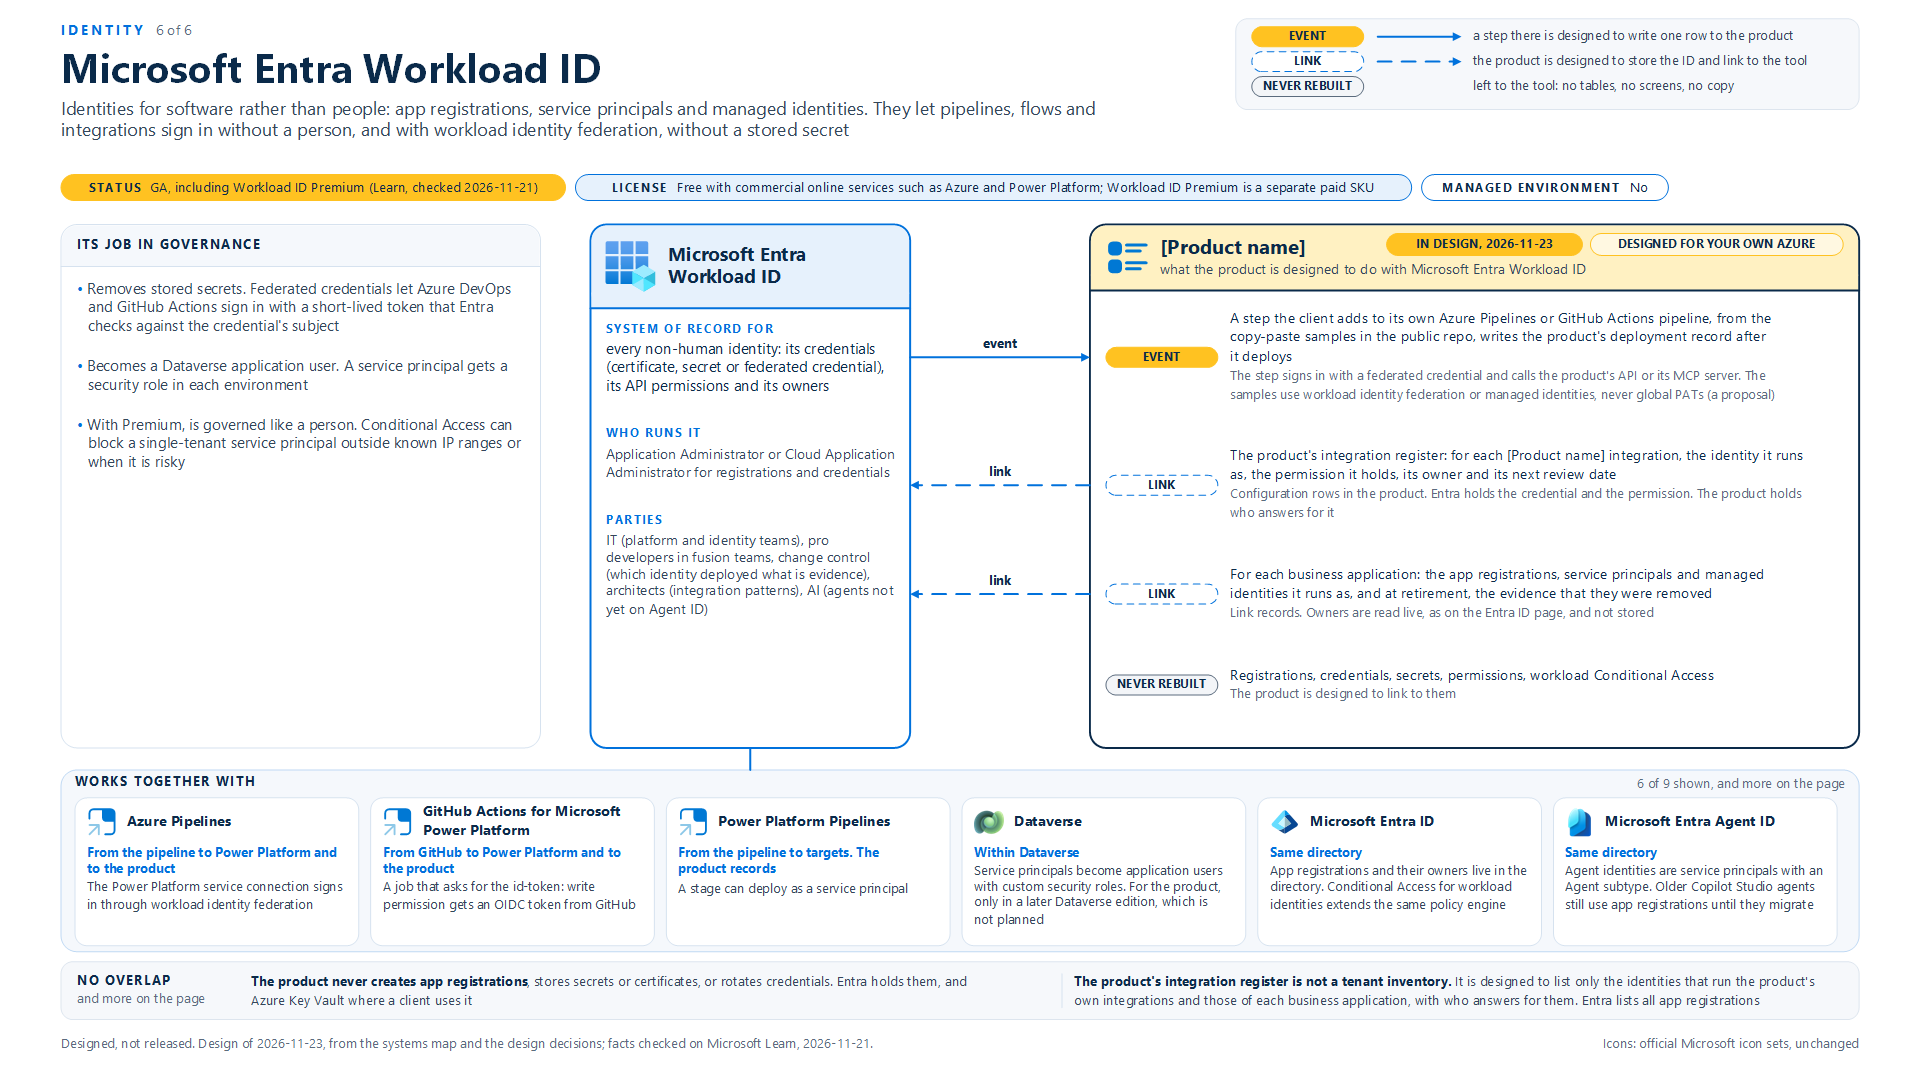 IDENTITY 6 of 6
Microsoft Entra Workload ID
Identities for software rather than people: app registrations, service principals and managed identities. They let pipelines, flows and
integrations sign in without a person, and with workload identity federation, without a stored secret
EVENT a step there is designed to write one row to the product
LINK the product is designed to store the ID and link to the tool
NEVER REBUILT left to the tool: no tables, no screens, no copy
STATUS GA, including Workload ID Premium (Learn, checked 2026-11-21)
LICENSE Free with commercial online services such as Azure and Power Platform; Workload ID Premium is a separate paid SKU
MANAGED ENVIRONMENT No
ITS JOB IN GOVERNANCE
• Removes stored secrets. Federated credentials let Azure DevOps
and GitHub Actions sign in with a short-lived token that Entra
checks against the credential's subject
• Becomes a Dataverse application user. A service principal gets a
security role in each environment
• With Premium, is governed like a person. Conditional Access can
block a single-tenant service principal outside known IP ranges or
when it is risky
Microsoft Entra
Workload ID
SYSTEM OF RECORD FOR
every non-human identity: its credentials
(certificate, secret or federated credential),
its API permissions and its owners
WHO RUNS IT
Application Administrator or Cloud Application
Administrator for registrations and credentials
PARTIES
IT (platform and identity teams), pro
developers in fusion teams, change control
(which identity deployed what is evidence),
architects (integration patterns), AI (agents not
yet on Agent ID)
event
link
link
[Product name]
IN DESIGN, 2026-11-23
DESIGNED FOR YOUR OWN AZURE
what the product is designed to do with Microsoft Entra Workload ID
EVENT
A step the client adds to its own Azure Pipelines or GitHub Actions pipeline, from the
copy-paste samples in the public repo, writes the product's deployment record after
it deploys
The step signs in with a federated credential and calls the product's API or its MCP server. The
samples use workload identity federation or managed identities, never global PATs (a proposal)
LINK
The product's integration register: for each [Product name] integration, the identity it runs
as, the permission it holds, its owner and its next review date
Configuration rows in the product. Entra holds the credential and the permission. The product holds
who answers for it
LINK
For each business application: the app registrations, service principals and managed
identities it runs as, and at retirement, the evidence that they were removed
Link records. Owners are read live, as on the Entra ID page, and not stored
NEVER REBUILT
Registrations, credentials, secrets, permissions, workload Conditional Access
The product is designed to link to them
WORKS TOGETHER WITH
6 of 9 shown, and more on the page
Azure Pipelines
From the pipeline to Power Platform and
to the product
The Power Platform service connection signs
in through workload identity federation
GitHub Actions for Microsoft
Power Platform
From GitHub to Power Platform and to
the product
A job that asks for the id-token: write
permission gets an OIDC token from GitHub
Power Platform Pipelines
From the pipeline to targets. The
product records
A stage can deploy as a service principal
Dataverse
Within Dataverse
Service principals become application users
with custom security roles. For the product,
only in a later Dataverse edition, which is
not planned
Microsoft Entra ID
Same directory
App registrations and their owners live in the
directory. Conditional Access for workload
identities extends the same policy engine
Microsoft Entra Agent ID
Same directory
Agent identities are service principals with an
Agent subtype. Older Copilot Studio agents
still use app registrations until they migrate
NO OVERLAP
and more on the page
The product never creates app registrations, stores secrets or certificates, or rotates credentials. Entra holds them, and
Azure Key Vault where a client uses it
The product's integration register is not a tenant inventory. It is designed to list only the identities that run the product's
own integrations and those of each business application, with who answers for them. Entra lists all app registrations
Designed, not released. Design of 2026-11-23, from the systems map and the design decisions; facts checked on Microsoft Learn, 2026-11-21.
Icons: official Microsoft icon sets, unchanged